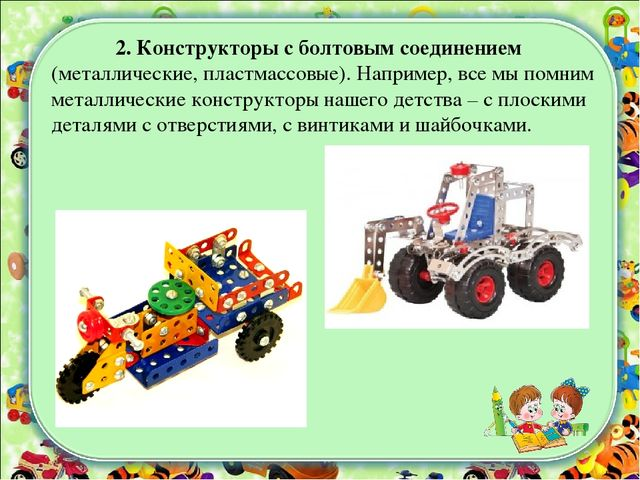 2. Конструкторы с болтовым соединением
(металлические, пластмассовые). Например, все мы помним
металлические конструкторы нашего детства – с плоскими
деталями с отверстиями, с винтиками и шайбочками.